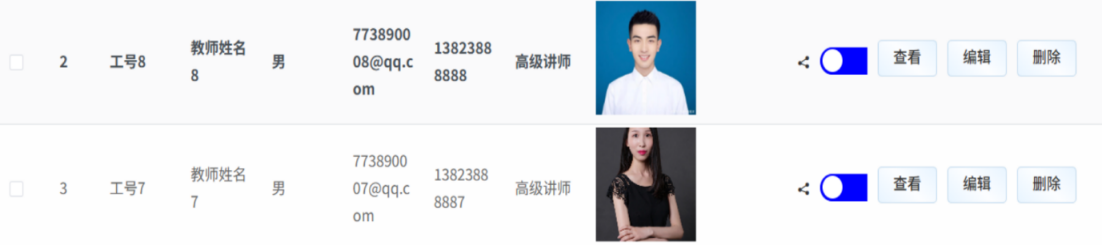 2 工号8 教师姓名 男 7738900 1382388 高级讲师 查看 编辑 删除
8 08@qq.c 8888
om
3 工号7 教师姓名 男 7738900 1382388 高级讲师 查看 编辑 删除
7 07@qq.c 8887
om